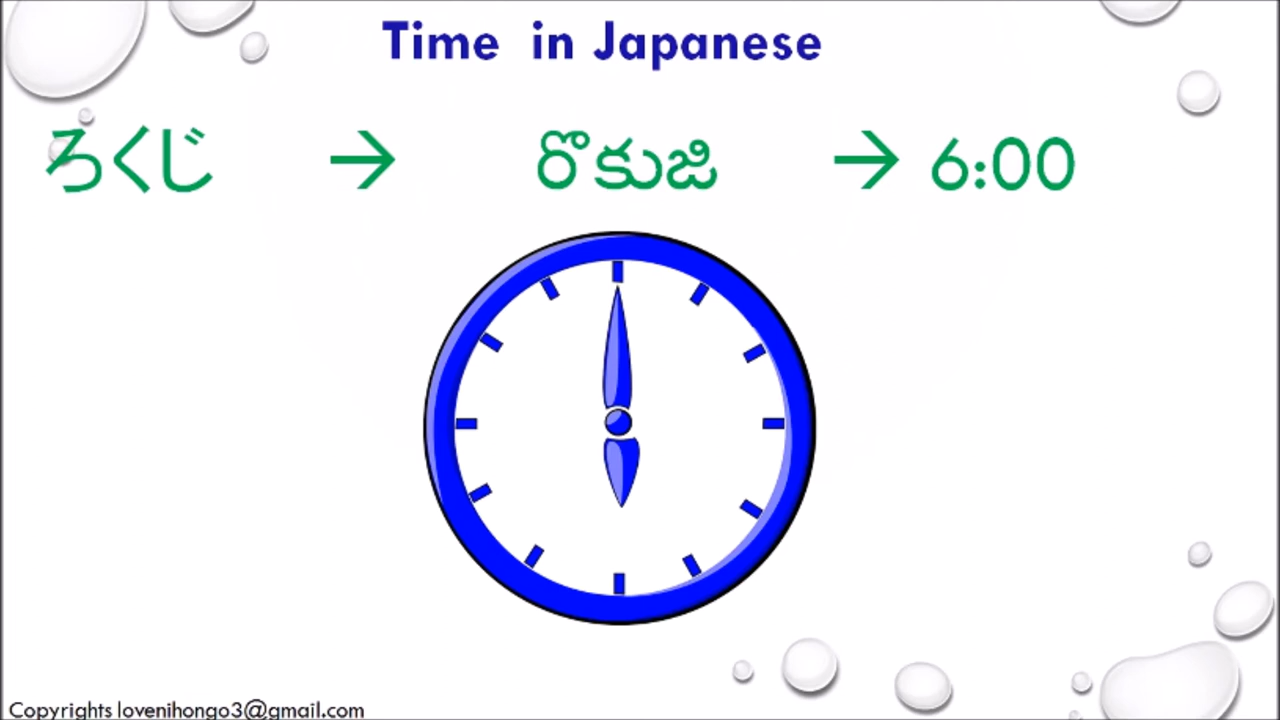 Time in Japanese
ろくじ → రొకుజి → 6:00
Copyrights lovenihongo3@gmail.com